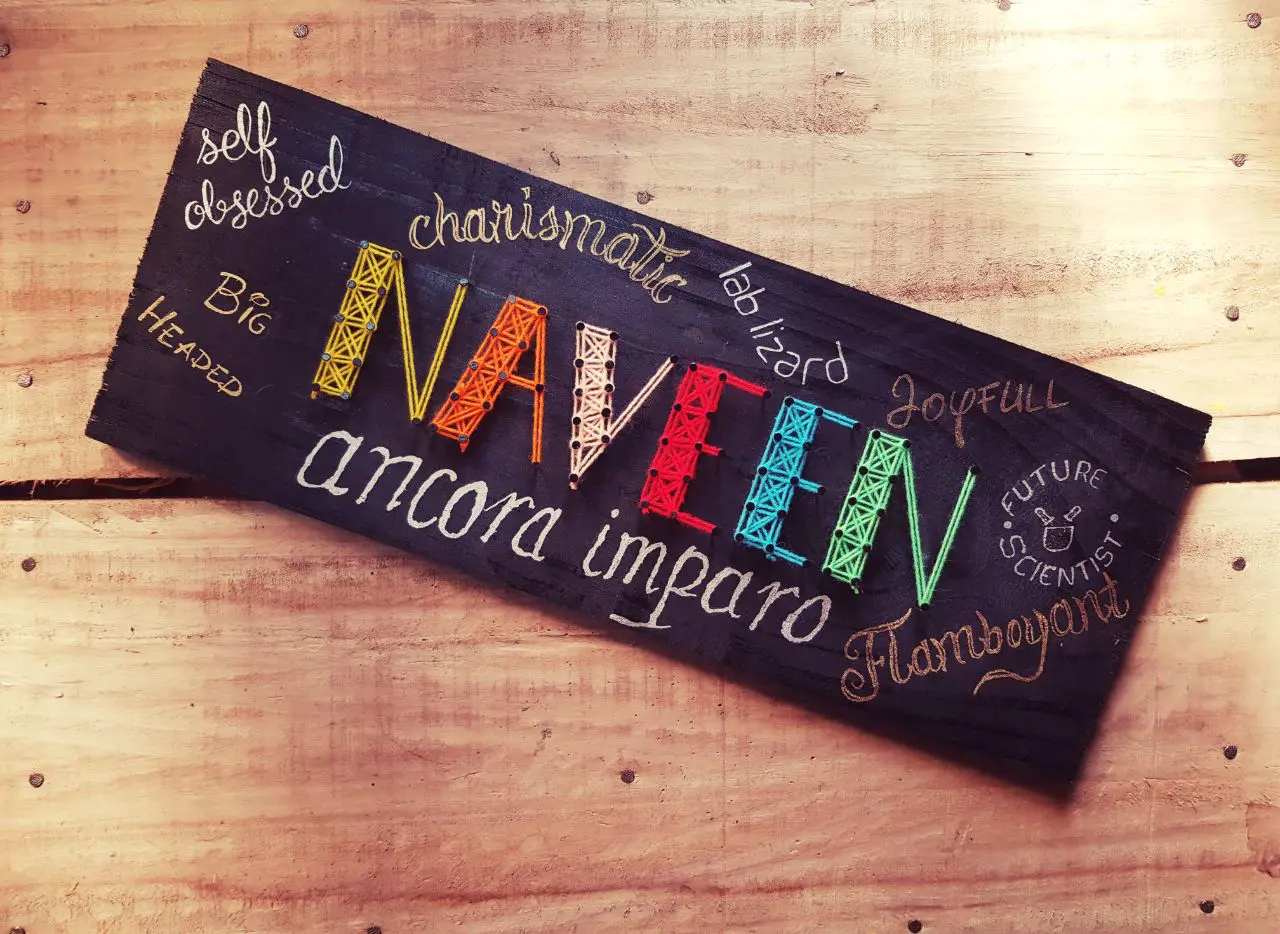 self
obsessed
charismatic
lab lizard
Big
Headed
NAVEEN
JoyFULL
ancora imparo
FUTURE
SCIENTIST
Flamboyant